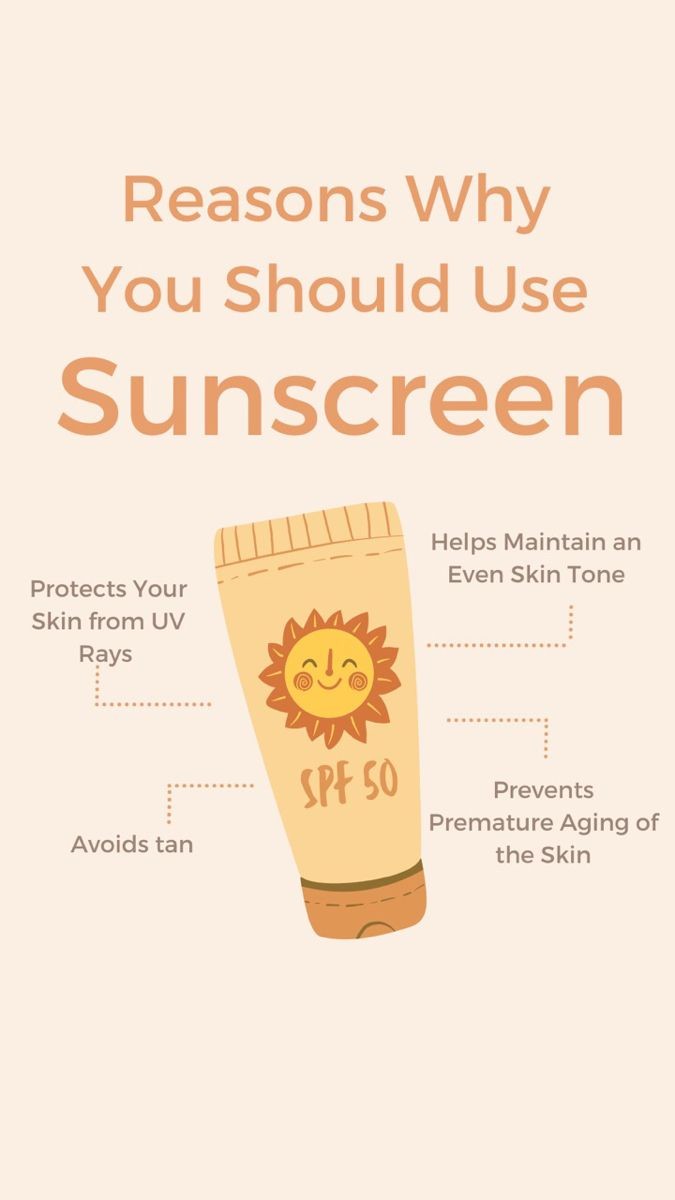 Reasons Why
You Should Use
Sunscreen
Helps Maintain an
Even Skin Tone
Protects Your
Skin from UV
Rays
SPF 50
Prevents
Premature Aging of
the Skin
Avoids tan